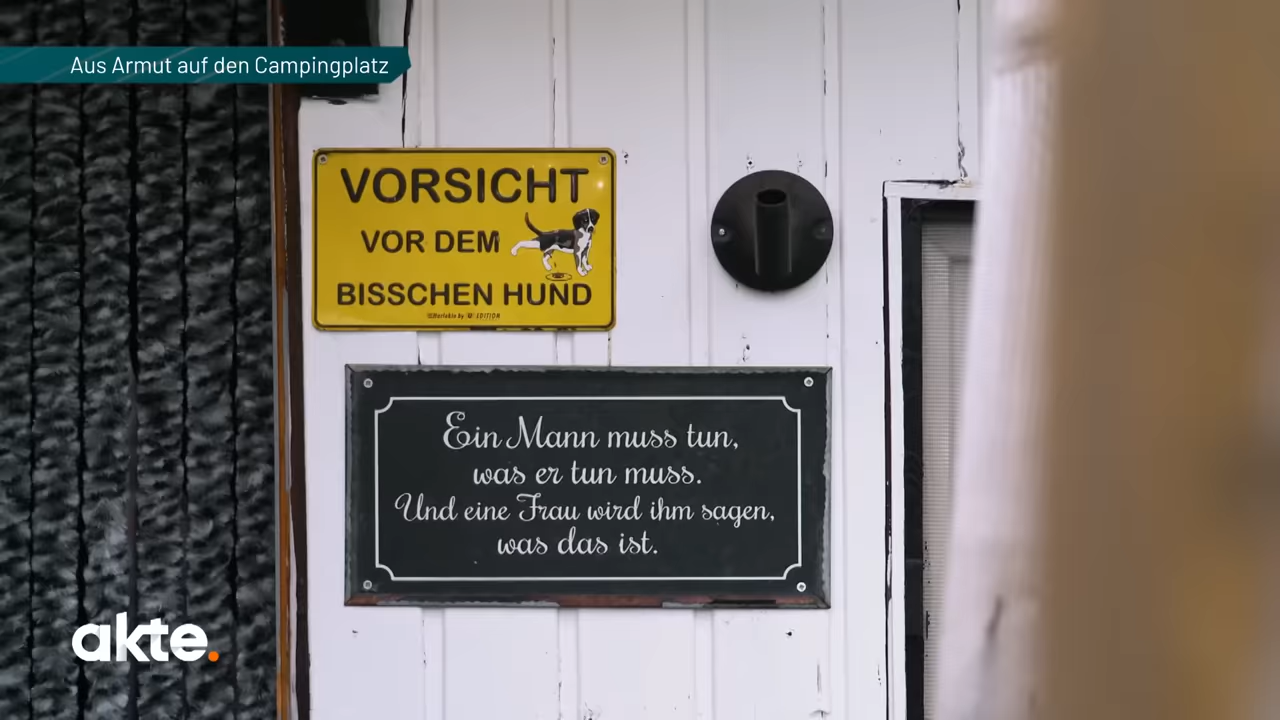 Aus Armut auf den Campingplatz
VORSICHT
VOR DEM
BISSCHEN HUND
EDITION
Ein Mann muss tun,
was er tun muss.
Und eine Frau wird ihm sagen,
was das ist.
akte.